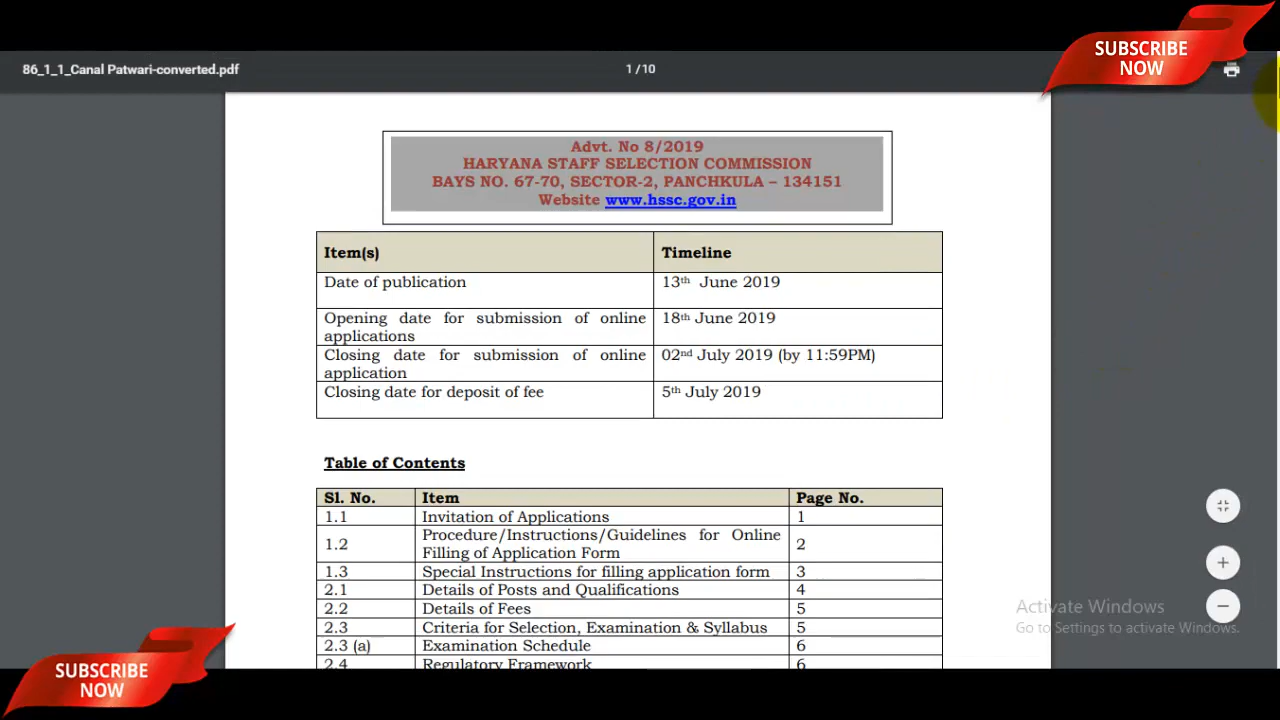 SUBSCRIBE
NOW
86_1_1_Canal Patwari-converted.pdf
1 / 10
Advt. No 8/2019
HARYANA STAFF SELECTION COMMISSION
BAYS NO. 67-70, SECTOR-2, PANCHKULA – 134151
Website www.hssc.gov.in
Item(s) Timeline
Date of publication 13th June 2019
Opening date for submission of online
applications 18th June 2019
Closing date for submission of online
application 02nd July 2019 (by 11:59PM)
Closing date for deposit of fee 5th July 2019
Table of Contents
Sl. No. Item Page No.
1.1 Invitation of Applications 1
1.2 Procedure/Instructions/Guidelines for Online
Filling of Application Form 2
1.3 Special Instructions for filling application form 3
2.1 Details of Posts and Qualifications 4
2.2 Details of Fees 5
2.3 Criteria for Selection, Examination & Syllabus 5
2.3 (a) Examination Schedule 6
2.4 Regulatory Framework 6
Activate Windows
Go to Settings to activate Windows.
SUBSCRIBE
NOW